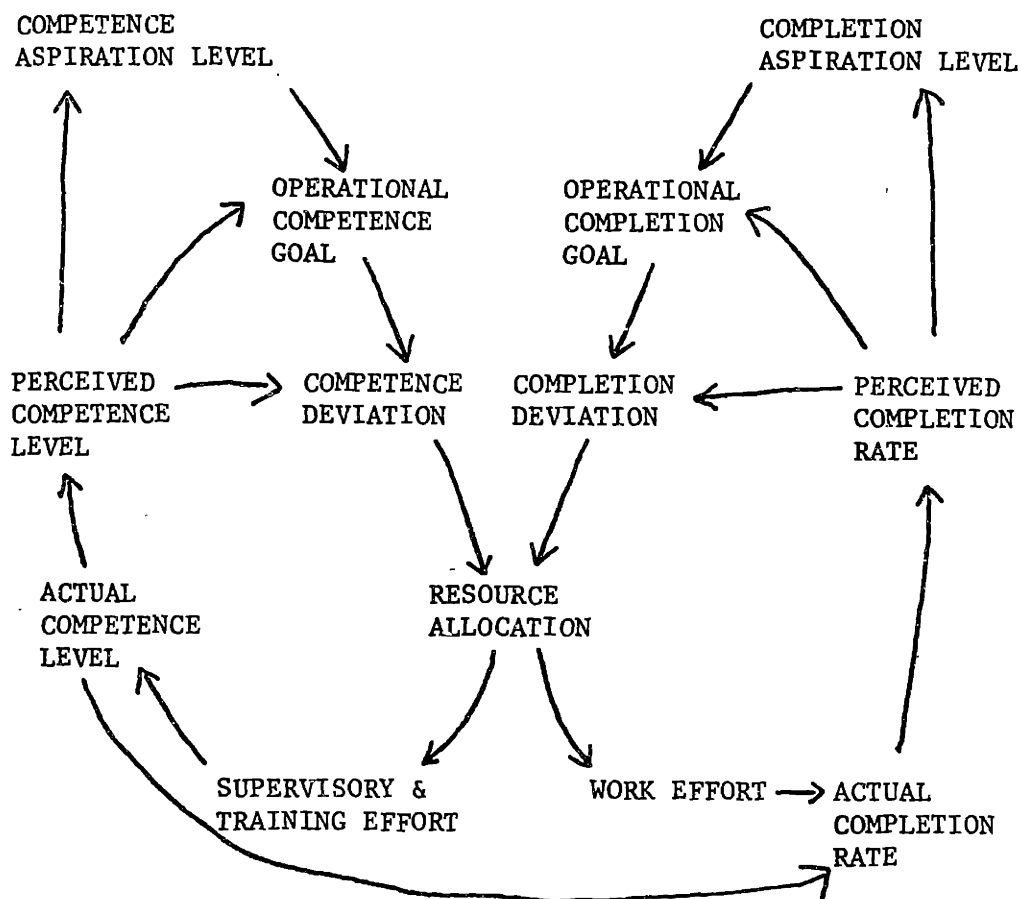 COMPETENCE
ASPIRATION LEVEL
COMPLETION
ASPIRATION LEVEL
OPERATIONAL
COMPETENCE
GOAL
OPERATIONAL
COMPLETION
GOAL
PERCEIVED
COMPETENCE
LEVEL
COMPETENCE
DEVIATION
COMPLETION
DEVIATION
PERCEIVED
COMPLETION
RATE
ACTUAL
COMPETENCE
LEVEL
RESOURCE
ALLOCATION
SUPERVISORY &
TRAINING EFFORT
WORK EFFORT
ACTUAL
COMPLETION
RATE